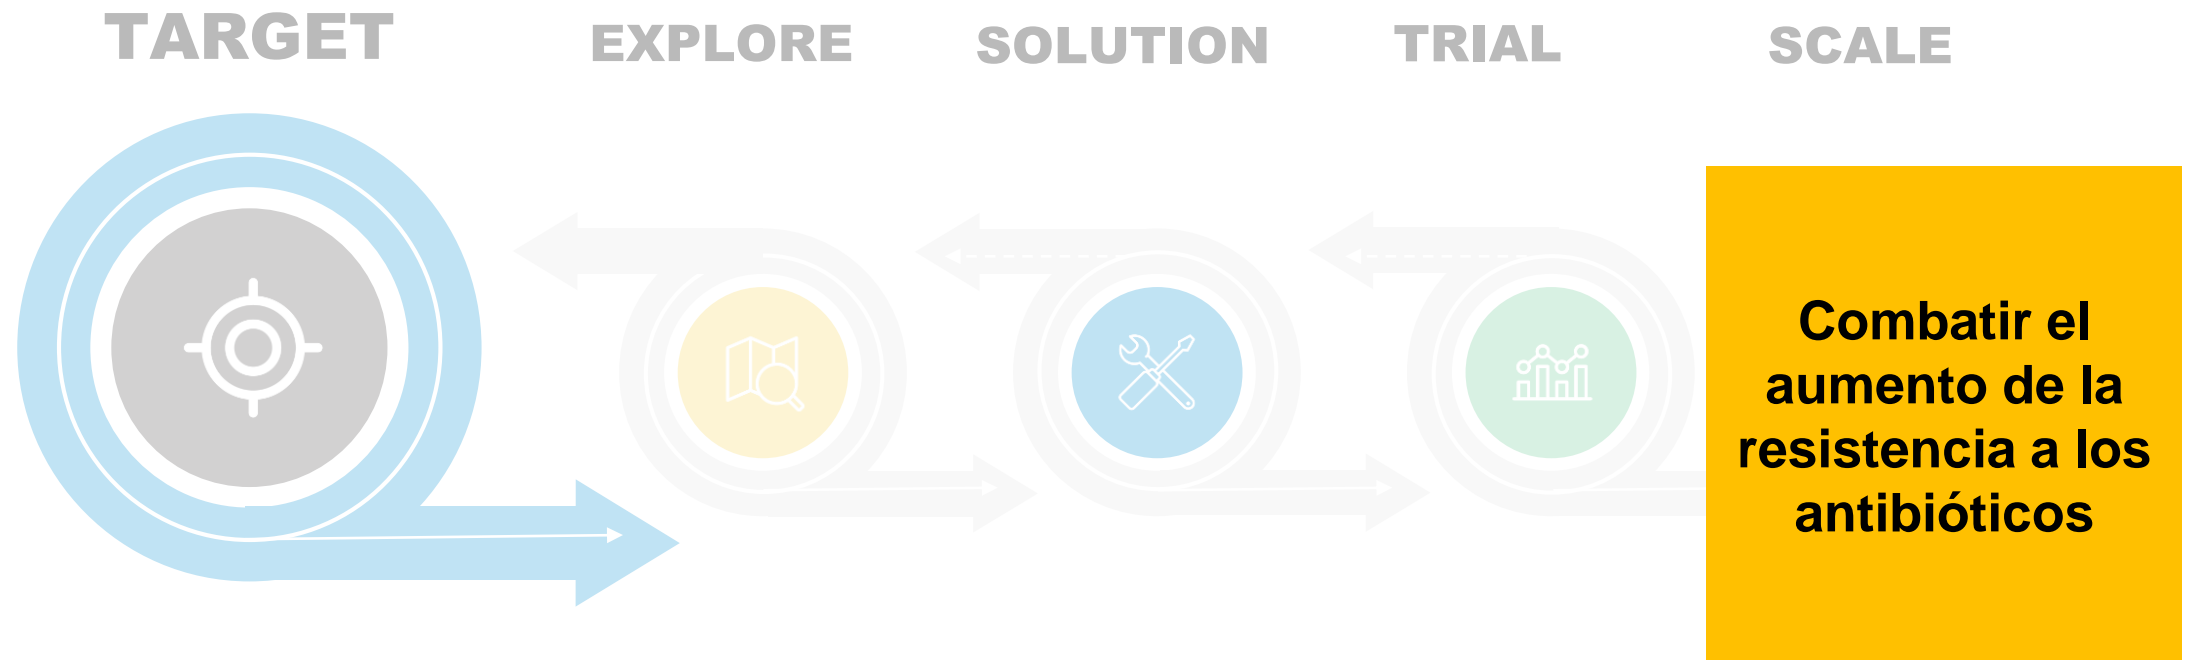 TARGET
EXPLORE
SOLUTION
TRIAL
SCALE
Combatir el
aumento de la
resistencia a los
antibióticos